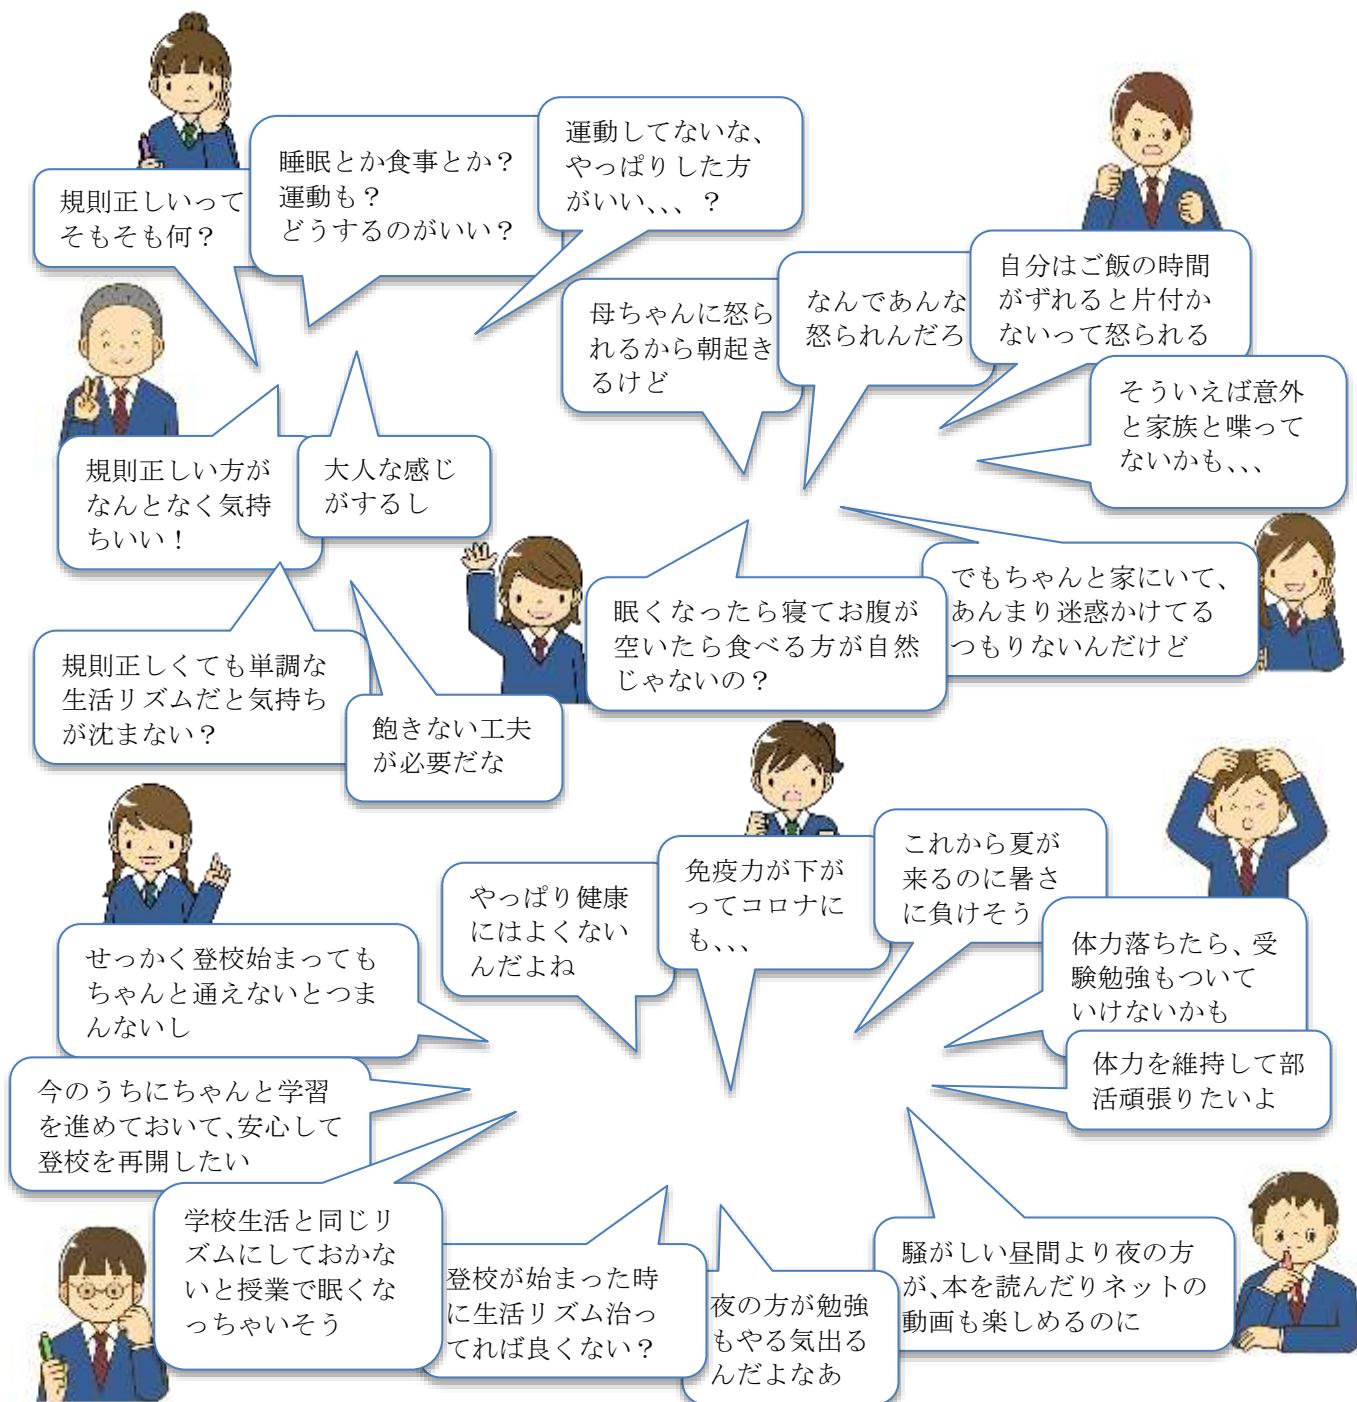 規則正しいって
そもそも何？
睡眠とか食事とか？
運動も？
どうするのがいい？
運動してないな、
やっぱりした方
がいい、、、？
規則正しい方が
なんとなく気持
ちいい！
大人な感じ
がするし
規則正しくても単調な
生活リズムだと気持ち
が沈まない？
飽きない工夫
が必要だな
母ちゃんに怒ら
れるから朝起き
るけど
なんであんな
怒られんだろ
自分はご飯の時間
がずれると片付か
ないって怒られる
そういえば意外
と家族と喋って
ないかも、、、
眠くなったら寝てお腹が
空いたら食べる方が自然
じゃないの？
でもちゃんと家にいて、
あんまり迷惑かけてる
つもりないんだけど
せっかく登校始まっても
ちゃんと通えないとつま
んないし
やっぱり健康
にはよくない
んだよね
免疫力が下が
ってコロナに
も、、、
これから夏が
来るのに暑さ
に負けそう
体力落ちたら、受
験勉強もついて
いけないかも
体力を維持して部
活頑張りたいよ
今のうちにちゃんと学習
を進めておいて、安心して
登校を再開したい
学校生活と同じリ
ズムにしておかな
いと授業で眠くな
っちゃいそう
登校が始まった時
に生活リズム治っ
てれば良くない？
夜の方が勉強
もやる気出る
んだよなあ
騒がしい昼間より夜の方
が、本を読んだりネットの
動画も楽しめるのに